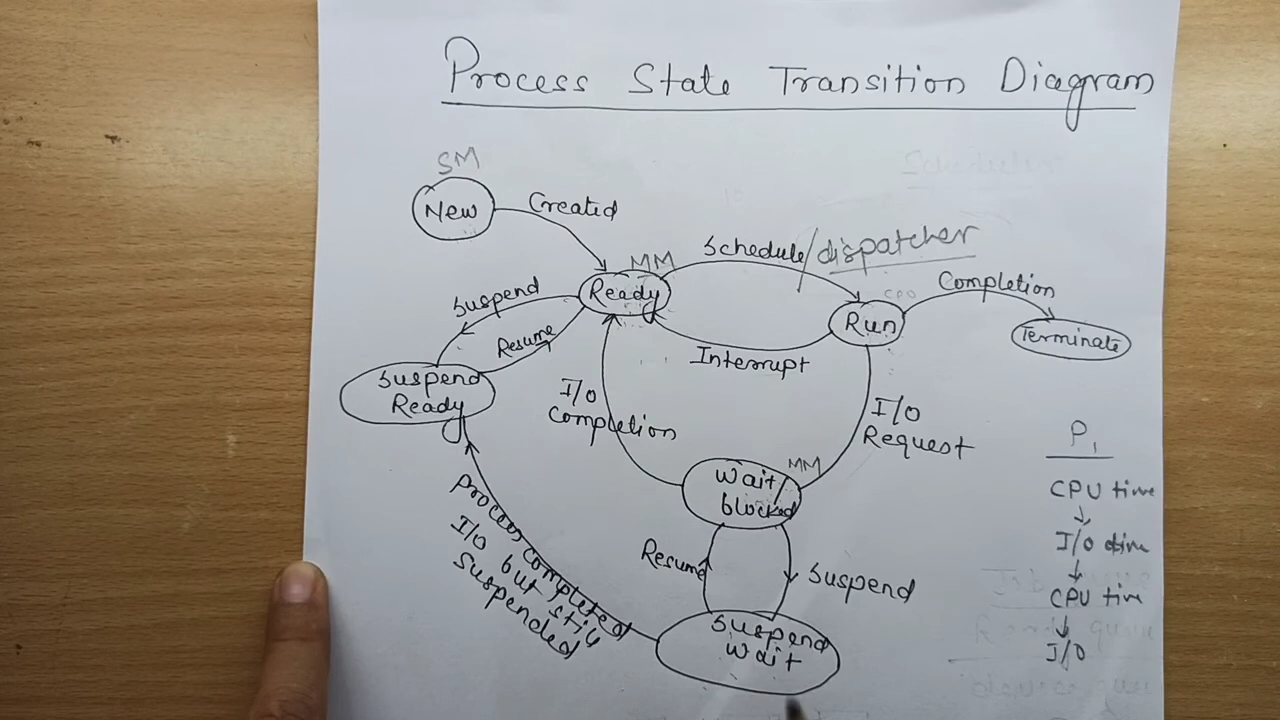 Process State Transition Diagram
SM
New
Created
MM
Ready
Schedule/dispatcher
CPU
Run
Completion
Terminate
Suspend
Resume
Interrupt
Suspend
Ready
I/O
Completion
I/O
Request
MM
Wait/
blocked
Resume
Suspend
Process completed
I/O but still
Suspended
Suspend
Wait
P1
CPU time
↓
I/O time
↓
CPU time
↓
I/O